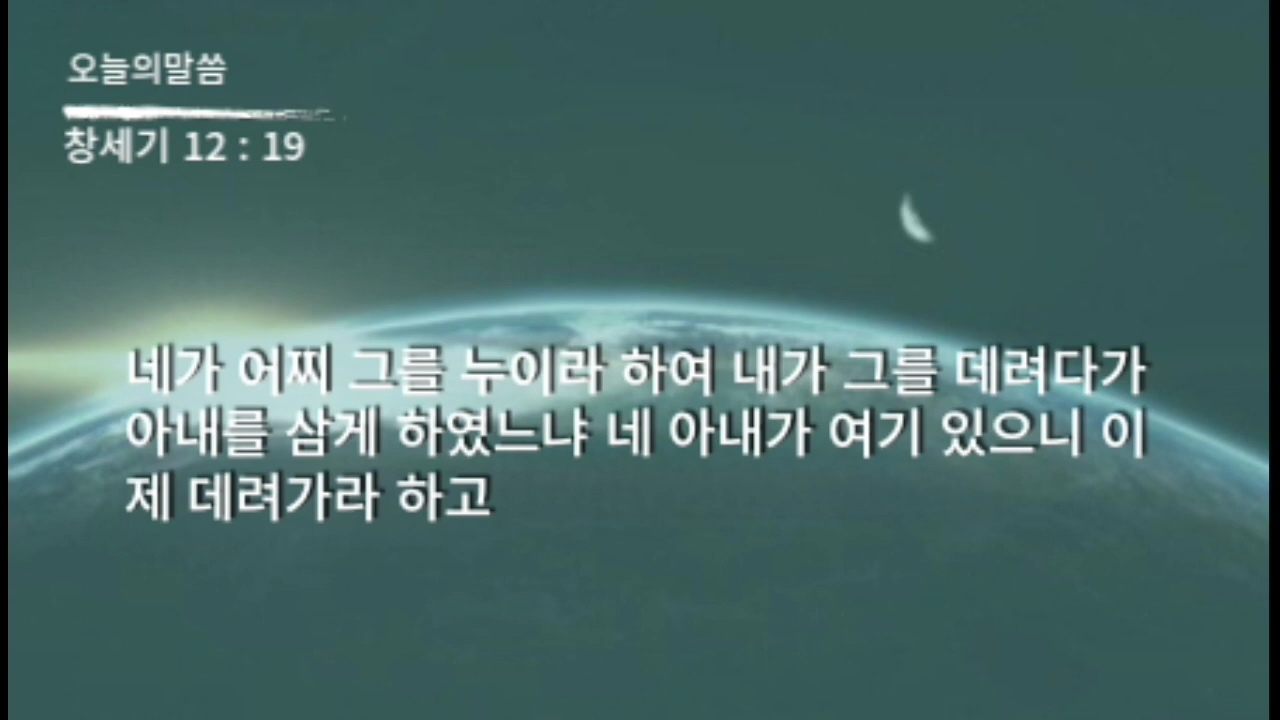 오늘의말씀
창세기 12 : 19
네가 어찌 그를 누이라 하여 내가 그를 데려다가
아내를 삼게 하였느냐 네 아내가 여기 있으니 이
제 데려가라 하고